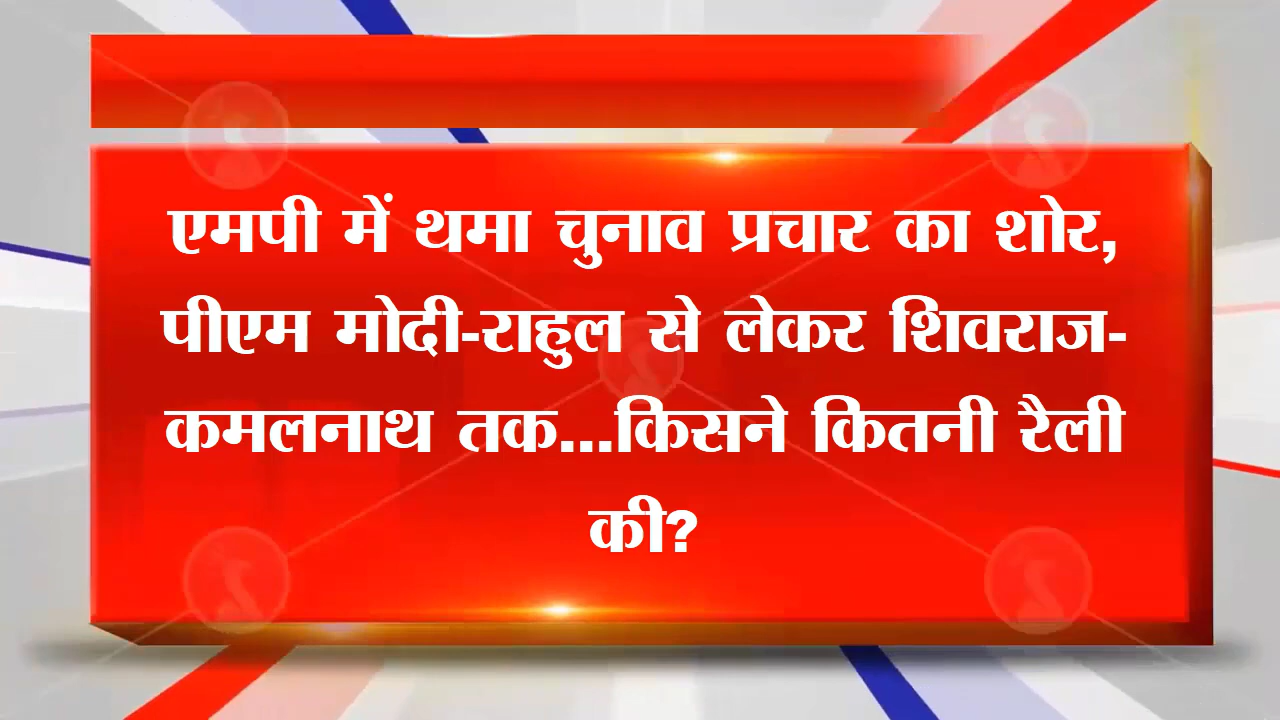 एमपी में थमा चुनाव प्रचार का शोर,
पीएम मोदी-राहुल से लेकर शिवराज-
कमलनाथ तक...किसने कितनी रैली
की?